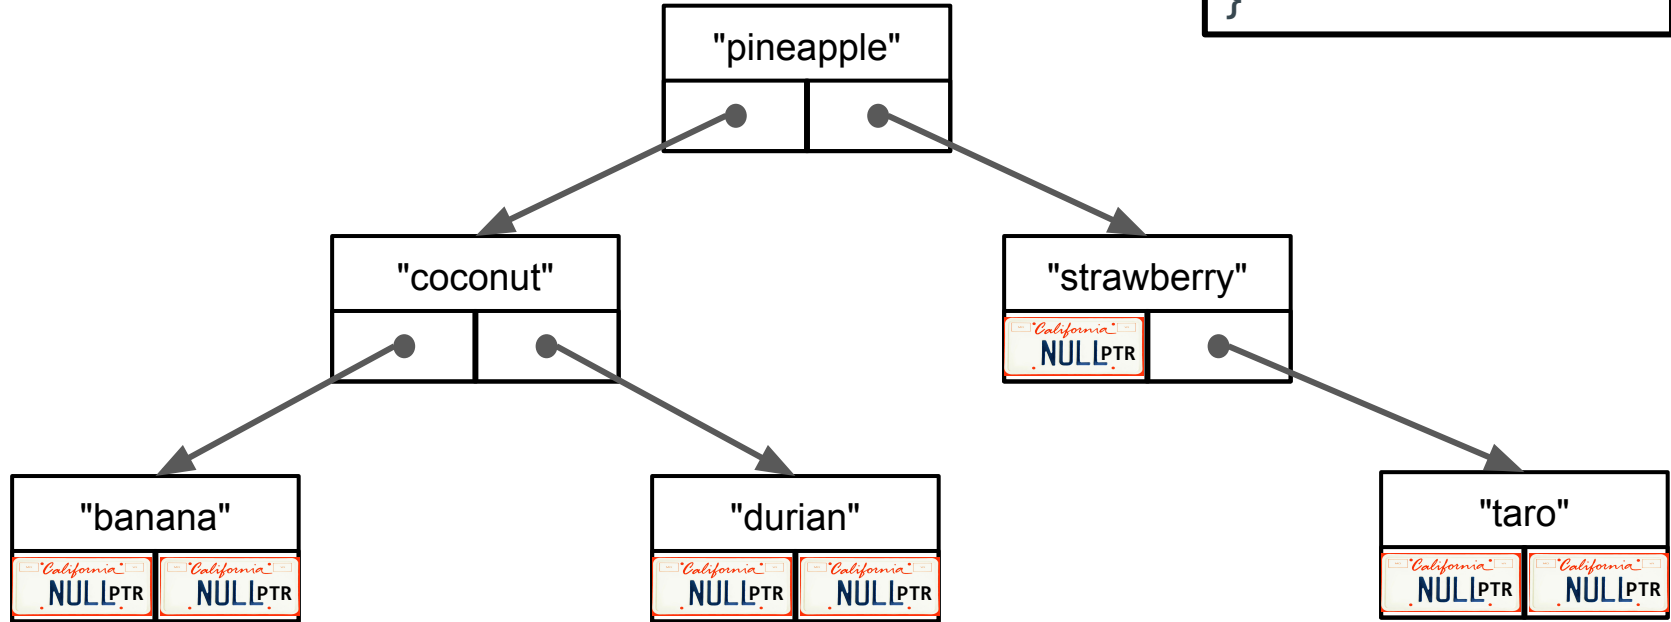 }
"pineapple"
"coconut"
"strawberry"
California
NULLPTR
"banana"
"durian"
"taro"
California California
NULLPTR NULLPTR
California California
NULLPTR NULLPTR
California California
NULLPTR NULLPTR